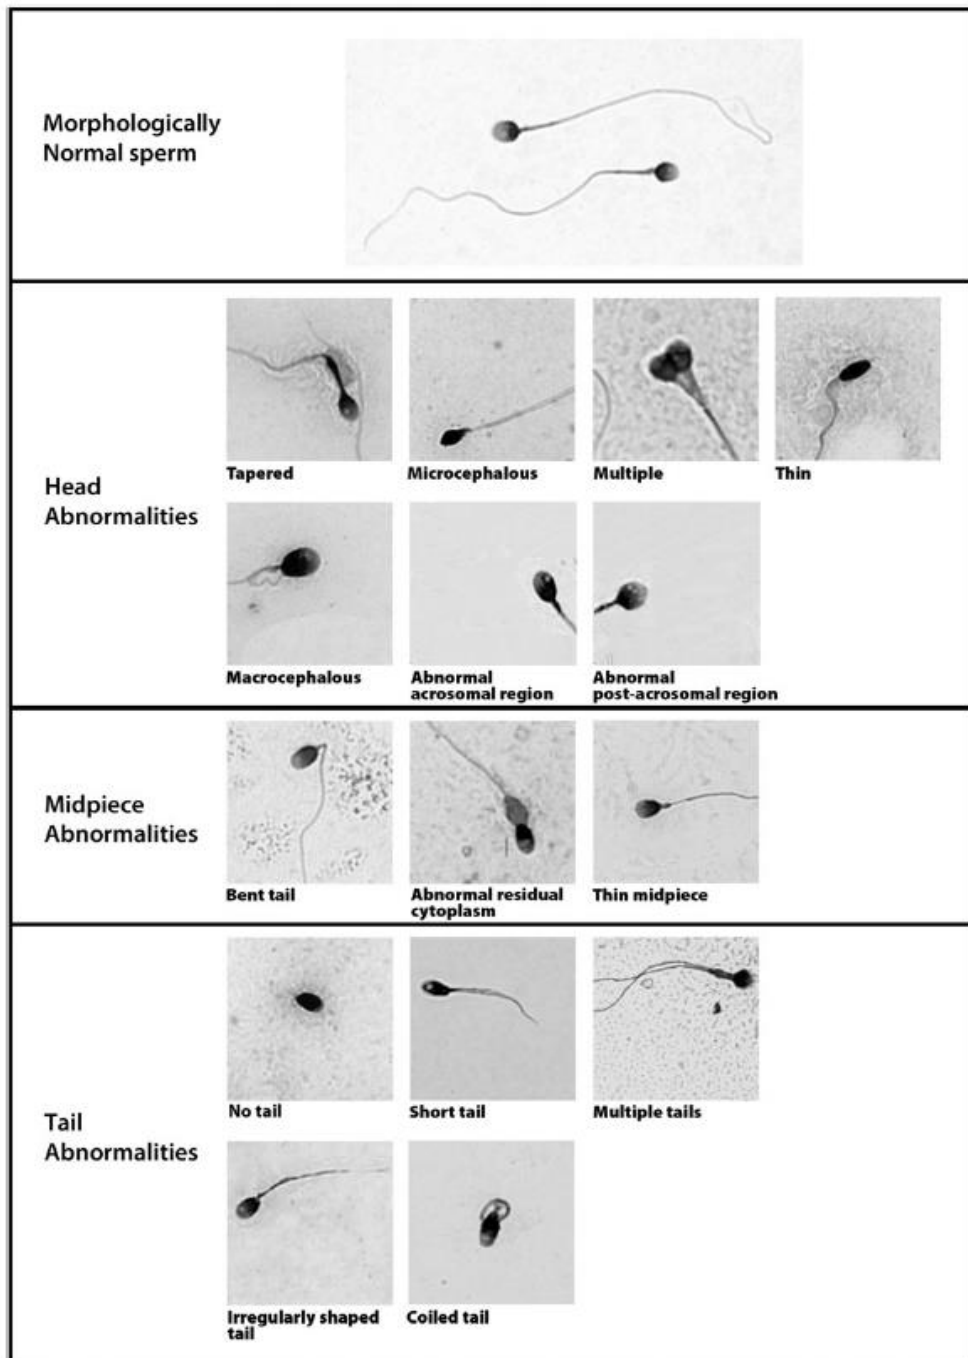 Morphologically
Normal sperm
Head
Abnormalities
Tapered
Microcephalous
Multiple
Thin
Macrocephalous
Abnormal
acrosomal region
Abnormal
post-acrosomal region
Midpiece
Abnormalities
Bent tail
Abnormal residual
cytoplasm
Thin midpiece
Tail
Abnormalities
No tail
Short tail
Multiple tails
Irregularly shaped
tail
Coiled tail